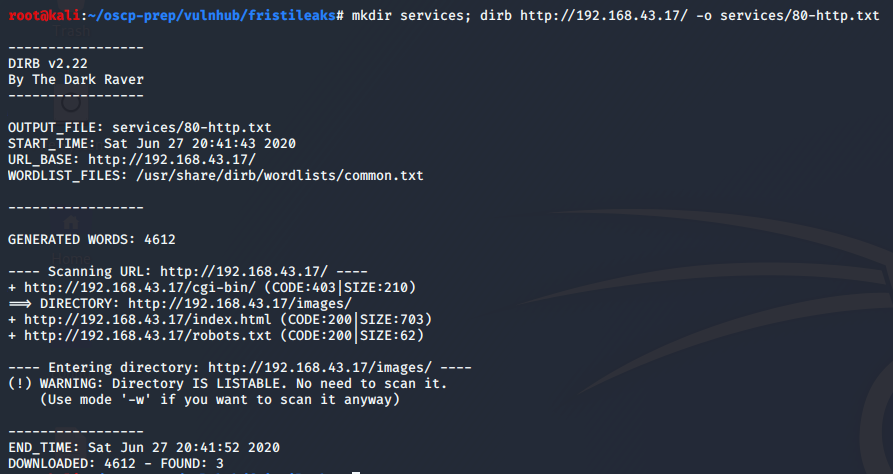 root@kali:~/oscp-prep/vulnhub/fristileaks# mkdir services; dirb http://192.168.43.17/ -o services/80-http.txt
-----------------
DIRB v2.22
By The Dark Raver
-----------------
OUTPUT_FILE: services/80-http.txt
START_TIME: Sat Jun 27 20:41:43 2020
URL_BASE: http://192.168.43.17/
WORDLIST_FILES: /usr/share/dirb/wordlists/common.txt
-----------------
GENERATED WORDS: 4612
---- Scanning URL: http://192.168.43.17/ ----
+ http://192.168.43.17/cgi-bin/ (CODE:403|SIZE:210)
==> DIRECTORY: http://192.168.43.17/images/
+ http://192.168.43.17/index.html (CODE:200|SIZE:703)
+ http://192.168.43.17/robots.txt (CODE:200|SIZE:62)
---- Entering directory: http://192.168.43.17/images/ ----
(!) WARNING: Directory IS LISTABLE. No need to scan it.
(Use mode '-w' if you want to scan it anyway)
-----------------
END_TIME: Sat Jun 27 20:41:52 2020
DOWNLOADED: 4612 - FOUND: 3